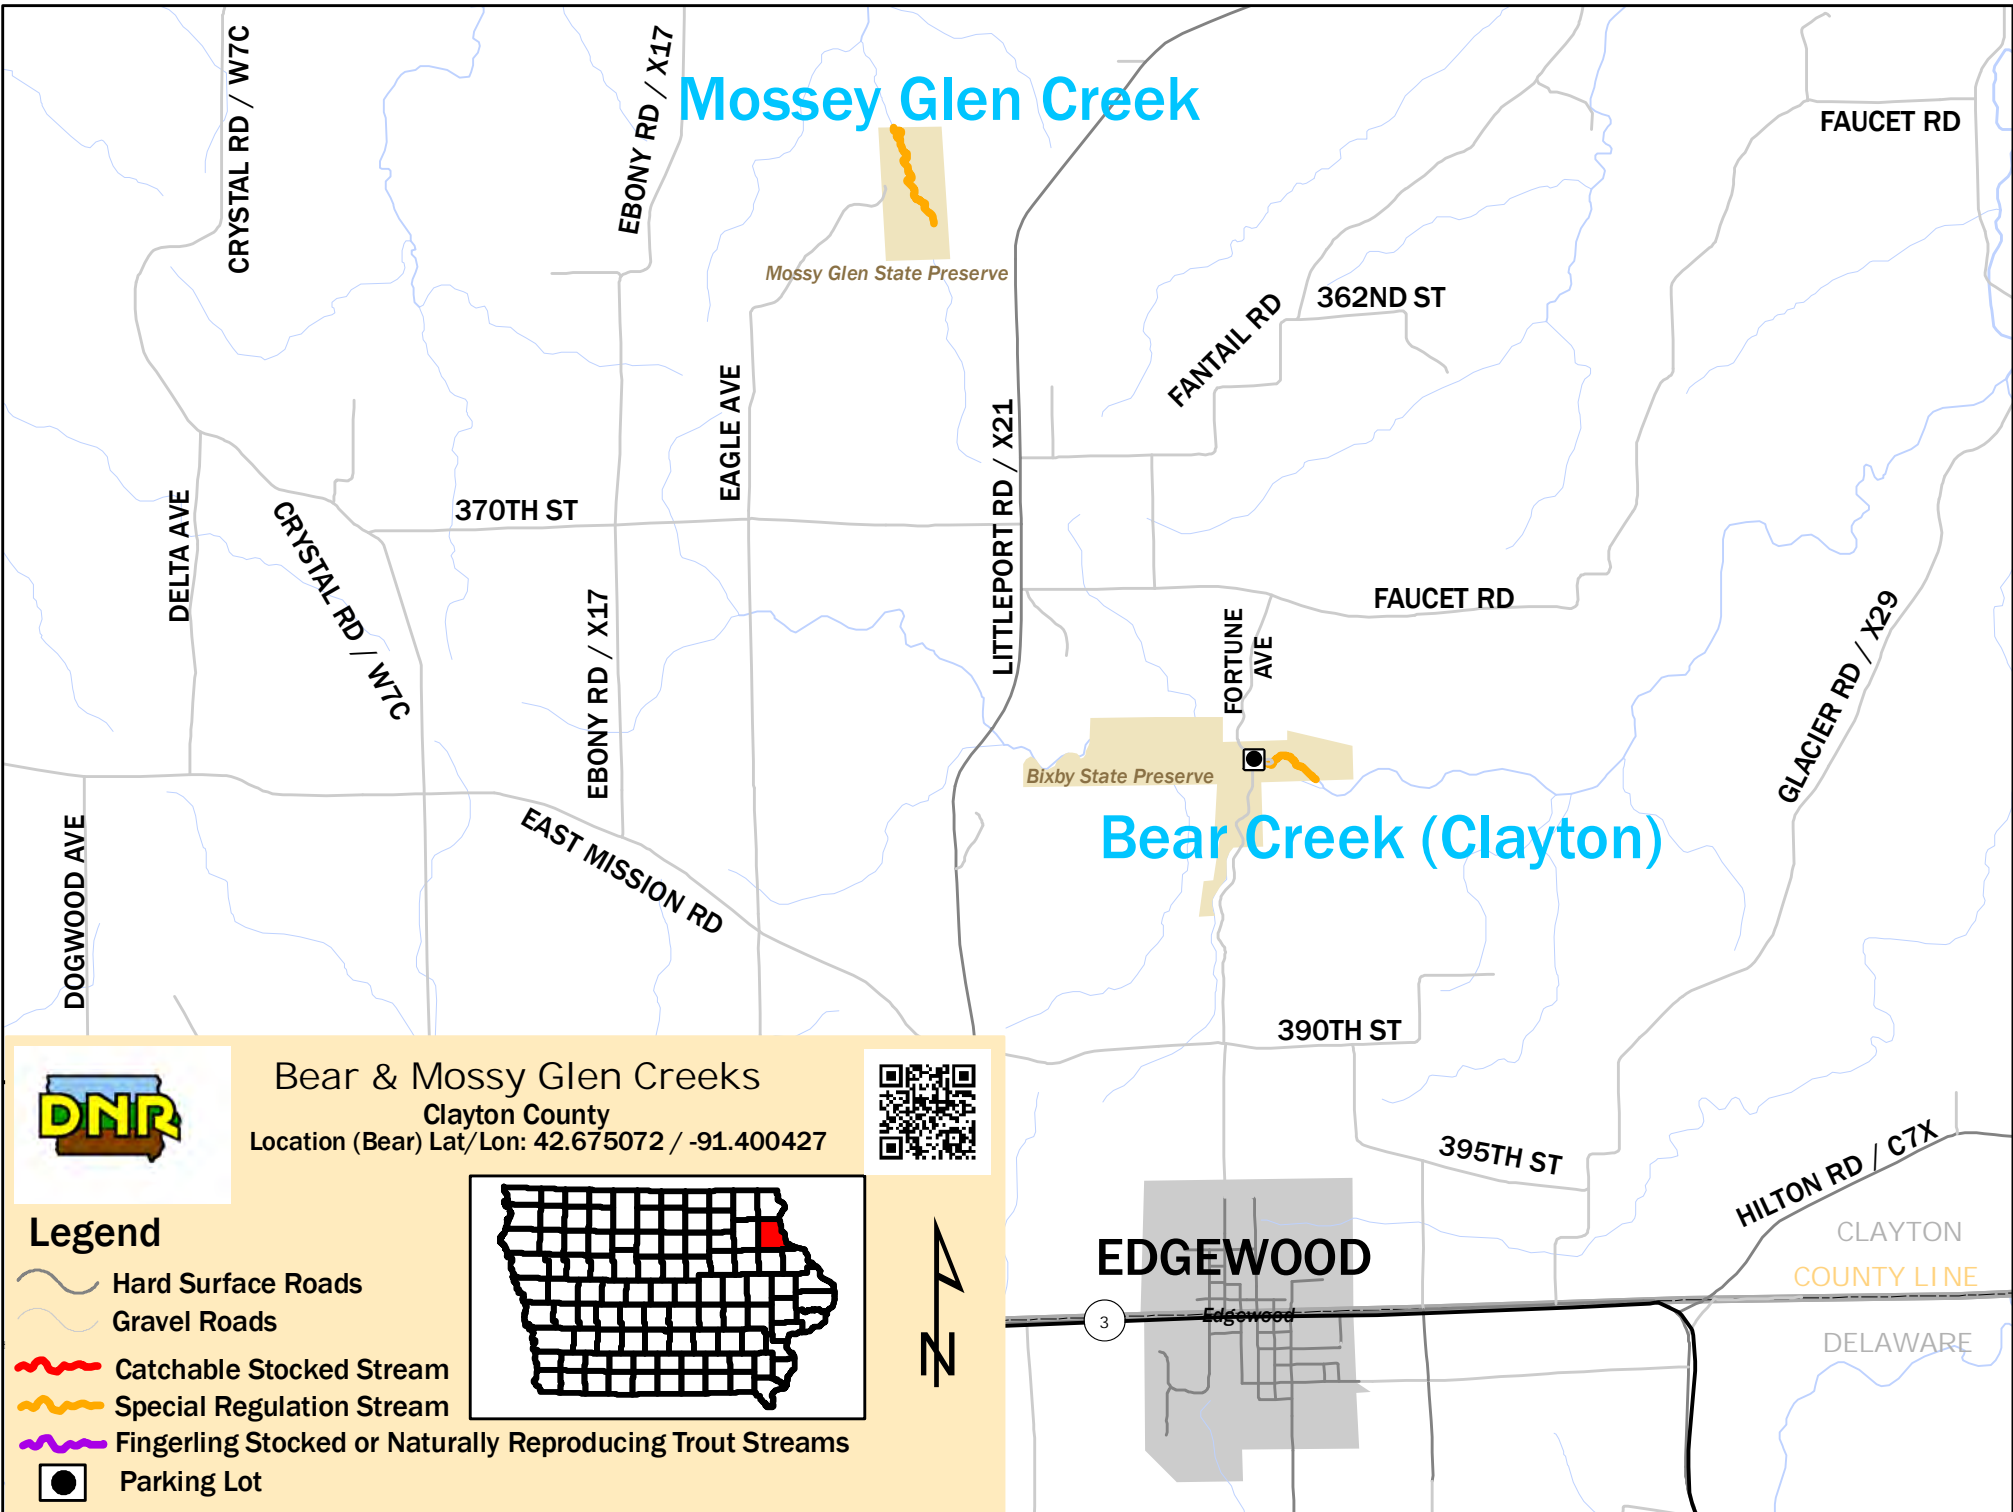 CRYSTAL RD / W7C
EBONY RD / X17
Mossey Glen Creek
FAUCET RD
Mossy Glen State Preserve
362ND ST
FANTAIL RD
EAGLE AVE
LITTLEPORT RD / X21
DELTA AVE
370TH ST
CRYSTAL RD / W7C
EBONY RD / X17
FAUCET RD
FORTUNE
AVE
GLACIER RD / X29
Bixby State Preserve
Bear Creek (Clayton)
DOGWOOD AVE
EAST MISSION RD
390TH ST
395TH ST
HILTON RD / C7X
CLAYTON
COUNTY LINE
DELAWARE
EDGEWOOD
Edgewood
3
DNR
Bear & Mossy Glen Creeks
Clayton County
Location (Bear) Lat/Lon: 42.675072 / -91.400427
Legend
Hard Surface Roads
Gravel Roads
Catchable Stocked Stream
Special Regulation Stream
Fingerling Stocked or Naturally Reproducing Trout Streams
Parking Lot
N